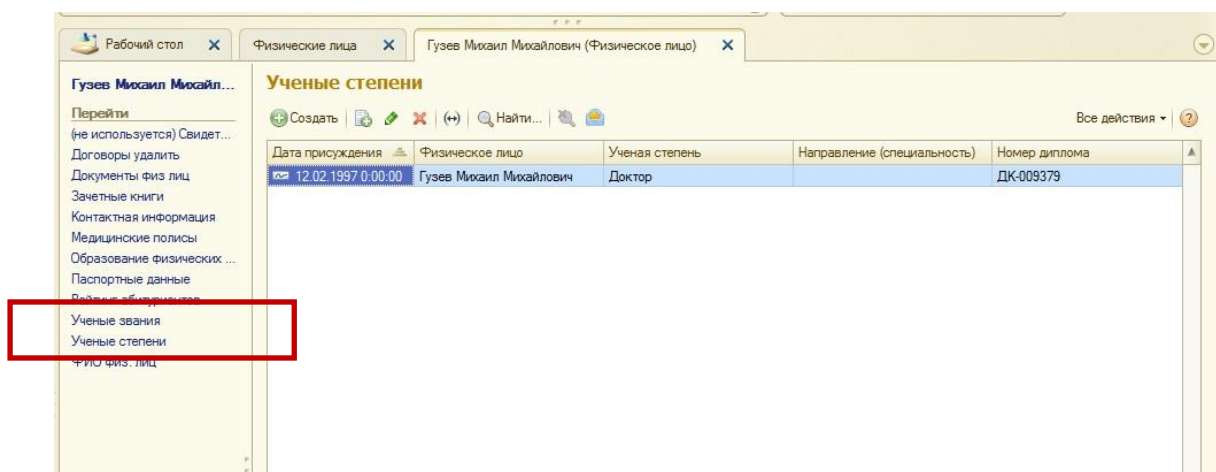 Рабочий стол
Физические лица
Гузев Михаил Михайлович (Физическое лицо)
Гузев Михаил Михайл...
Перейти
(не используется) Свидет...
Договоры удалить
Документы физ лиц
Зачетные книги
Контактная информация
Медицинские полисы
Образование физических ...
Паспортные данные
Рейтинг абитуриентов
Ученые звания
Ученые степени
ФИО физ. лиц
Ученые степени
Создать Найти... Все действия
Дата присуждения Физическое лицо Ученая степень Направление (специальность) Номер диплома
12.02.1997 0:00:00 Гузев Михаил Михайлович Доктор ДК-009379